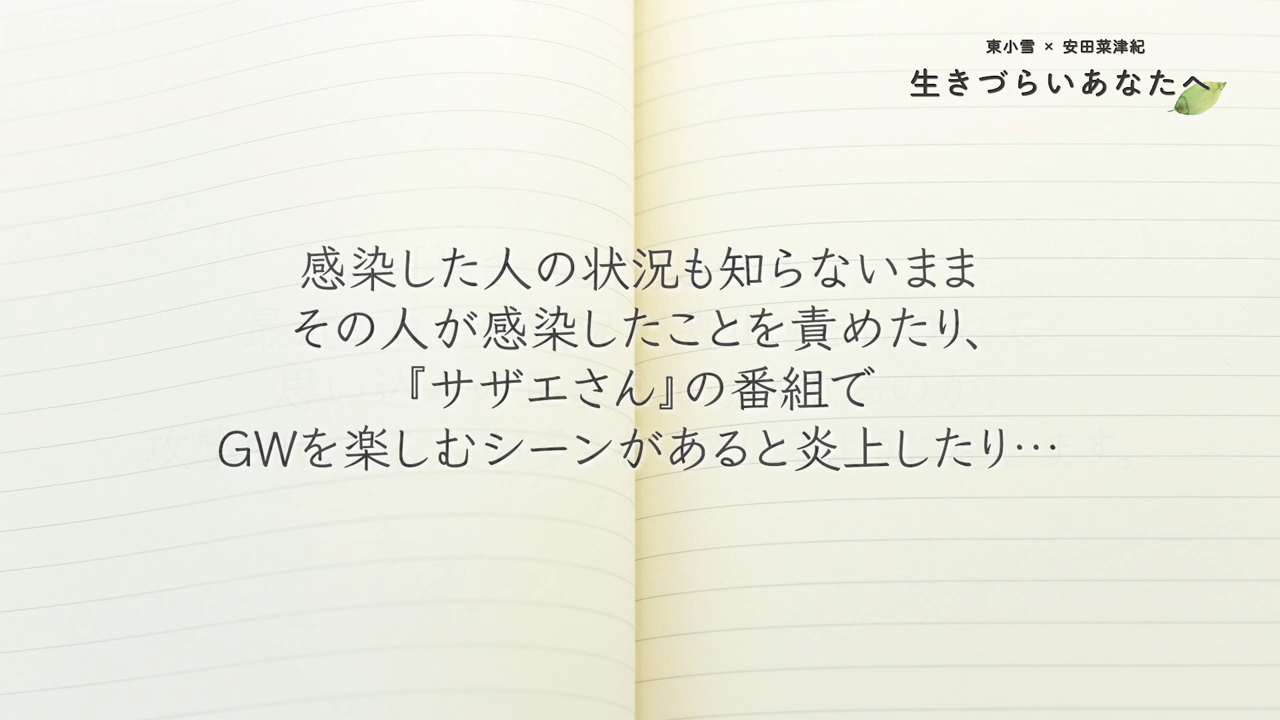 東小雪 × 安田菜津紀
生きづらいあなたへ
感染した人の状況も知らないまま
その人が感染したことを責めたり、
『サザエさん』の番組で
GWを楽しむシーンがあると炎上したり…